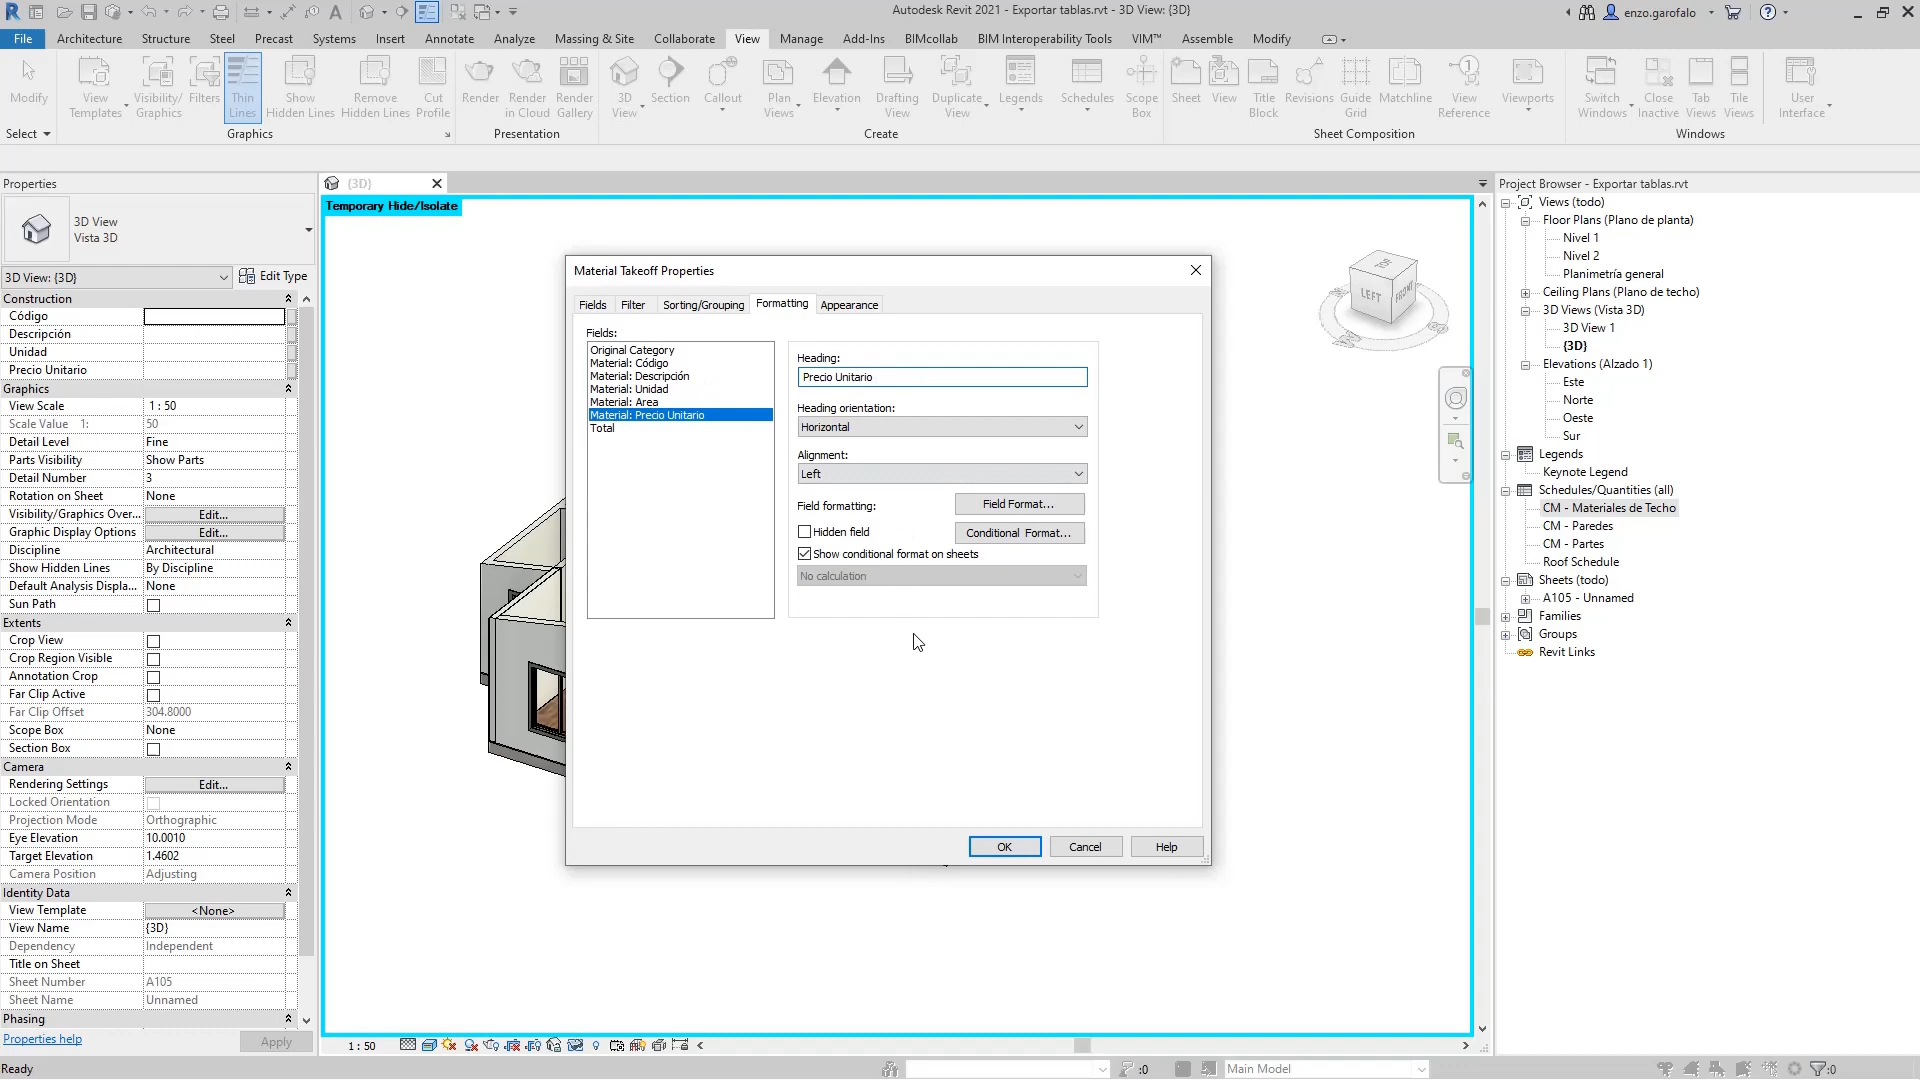 Autodesk Revit 2021 - Exportar tablas.rvt - 3D View: {3D}
enzo.garofalo
File Architecture Structure Steel Precast Systems Insert Annotate Analyze Massing & Site Collaborate View Manage Add-Ins BIMcollab BIM Interoperability Tools VIM™ Assemble Modify
Modify
View Templates
Visibility/ Graphics
Filters
Thin Lines
Show Hidden Lines
Remove Hidden Lines
Cut Profile
Render
Render in Cloud
Render Gallery
3D View
Section
Callout
Plan Views
Elevation
Drafting View
Duplicate View
Legends
Schedules
Scope Box
Sheet
View
Title Block
Revisions
Guide Grid
Matchline
View Reference
Viewports
Switch Windows
Close Inactive
Tab Views
Tile Views
User Interface
Select Graphics Presentation Create Sheet Composition Windows
Properties
3D View
Vista 3D
3D View: {3D} Edit Type
Construction
Código
Descripción
Unidad
Precio Unitario
Graphics
View Scale 1 : 50
Scale Value 1: 50
Detail Level Fine
Parts Visibility Show Parts
Detail Number 3
Rotation on Sheet None
Visibility/Graphics Over... Edit...
Graphic Display Options Edit...
Discipline Architectural
Show Hidden Lines By Discipline
Default Analysis Displa... None
Sun Path
Extents
Crop View
Crop Region Visible
Annotation Crop
Far Clip Active
Far Clip Offset 304.8000
Scope Box None
Section Box
Camera
Rendering Settings Edit...
Locked Orientation
Projection Mode Orthographic
Eye Elevation 10.0010
Target Elevation 1.4602
Camera Position Adjusting
Identity Data
View Template <None>
View Name {3D}
Dependency Independent
Title on Sheet
Sheet Number A105
Sheet Name Unnamed
Phasing
Properties help Apply
{3D}
Temporary Hide/Isolate
LEFT FRONT
Material Takeoff Properties
Fields Filter Sorting/Grouping Formatting Appearance
Fields:
Original Category
Material: Código
Material: Descripción
Material: Unidad
Material: Area
Material: Precio Unitario
Total
Heading:
Precio Unitario
Heading orientation:
Horizontal
Alignment:
Left
Field formatting: Field Format...
Hidden field Conditional Format...
Show conditional format on sheets
No calculation
OK Cancel Help
Project Browser - Exportar tablas.rvt
Views (todo)
Floor Plans (Plano de planta)
Nivel 1
Nivel 2
Planimetría general
Ceiling Plans (Plano de techo)
3D Views (Vista 3D)
3D View 1
{3D}
Elevations (Alzado 1)
Este
Norte
Oeste
Sur
Legends
Keynote Legend
Schedules/Quantities (all)
CM - Materiales de Techo
CM - Paredes
CM - Partes
Roof Schedule
Sheets (todo)
A105 - Unnamed
Families
Groups
Revit Links
1 : 50
Ready
:0
Main Model
:0